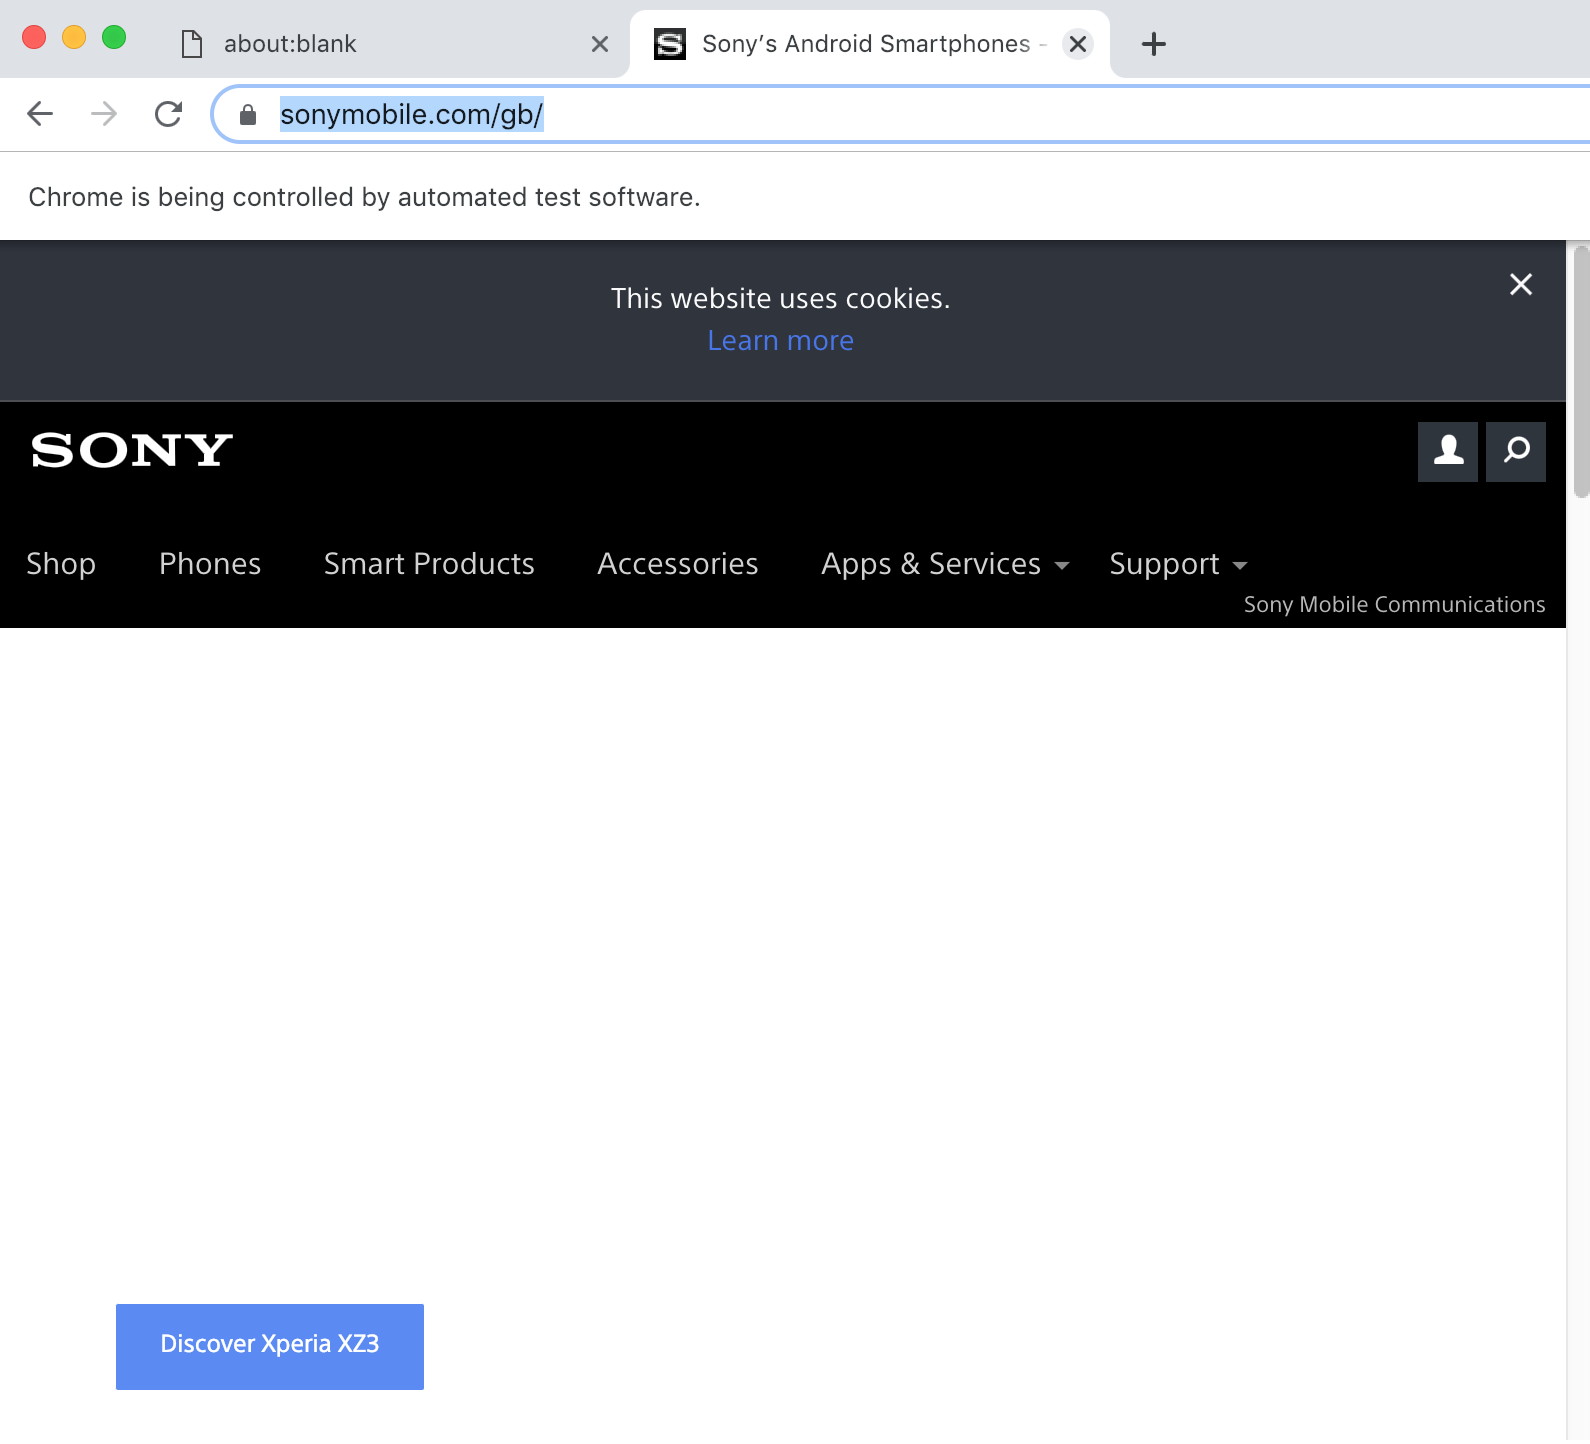 about:blank
Sony’s Android Smartphones -
sonymobile.com/gb/
Chrome is being controlled by automated test software.
This website uses cookies.
Learn more
SONY
Shop Phones Smart Products Accessories Apps & Services Support
Sony Mobile Communications
Discover Xperia XZ3